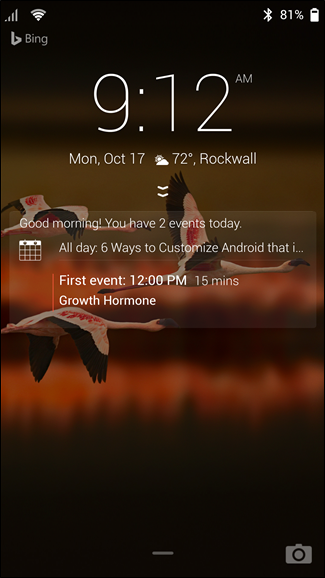 81%
Bing
9:12 AM
Mon, Oct 17 72°, Rockwall
Good morning! You have 2 events today.
All day: 6 Ways to Customize Android that i...
First event: 12:00 PM 15 mins
Growth Hormone